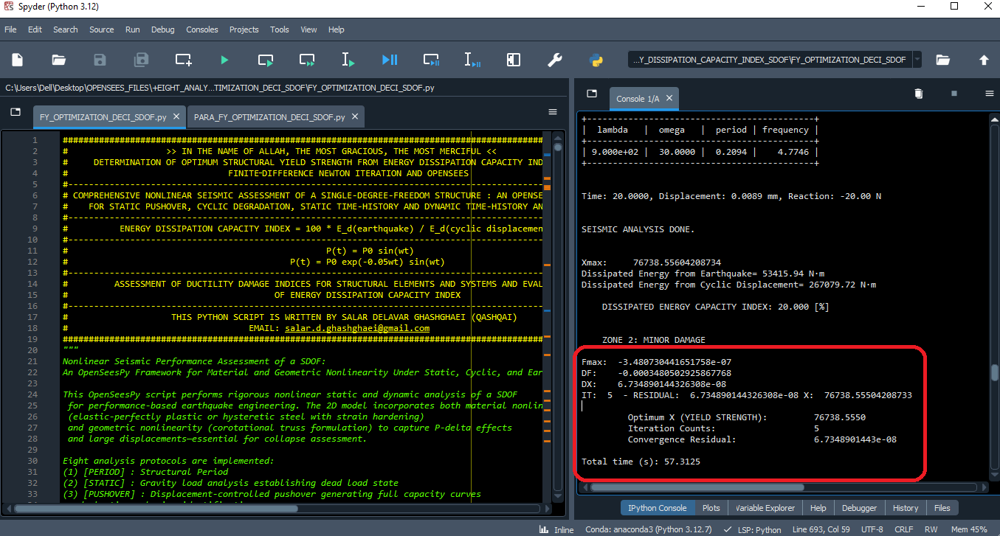 Spyder (Python 3.12)
File Edit Search Source Run Debug Consoles Projects Tools View Help
...Y_DISSIPATION_CAPACITY_INDEX_SDOF\FY_OPTIMIZATION_DECI_SDOF
C:\Users\Dell\Desktop\OPENSEES_FILES\+EIGHT_ANALY...TIMIZATION_DECI_SDOF\FY_OPTIMIZATION_DECI_SDOF.py
FY_OPTIMIZATION_DECI_SDOF.py PARA_FY_OPTIMIZATION_DECI_SDOF.py
1 ############################################################################################
2 # >> IN THE NAME OF ALLAH, THE MOST GRACIOUS, THE MOST MERCIFUL <<
3 # DETERMINATION OF OPTIMUM STRUCTURAL YIELD STRENGTH FROM ENERGY DISSIPATION CAPACITY IND
4 # FINITE-DIFFERENCE NEWTON ITERATION AND OPENSEES
5 #-------------------------------------------------------------------------------------------
6 # COMPREHENSIVE NONLINEAR SEISMIC ASSESSMENT OF A SINGLE-DEGREE-FREEDOM STRUCTURE : AN OPENSE
7 # FOR STATIC PUSHOVER, CYCLIC DEGRADATION, STATIC TIME-HISTORY AND DYNAMIC TIME-HISTORY AN
8 #-------------------------------------------------------------------------------------------
9 # ENERGY DISSIPATION CAPACITY INDEX = 100 * E_d(earthquake) / E_d(cyclic displacemen
10 #-------------------------------------------------------------------------------------------
11 # P(t) = P0 sin(wt)
12 # P(t) = P0 exp(-0.05wt) sin(wt)
13 #-------------------------------------------------------------------------------------------
14 # ASSESSMENT OF DUCTILITY DAMAGE INDICES FOR STRUCTURAL ELEMENTS AND SYSTEMS AND EVAL
15 # OF ENERGY DISSIPATION CAPACITY INDEX
16 #-------------------------------------------------------------------------------------------
17 # THIS PYTHON SCRIPT IS WRITTEN BY SALAR DELAVAR GHASHGHAEI (QASHQAI)
18 # EMAIL: salar.d.ghashghaei@gmail.com
19 ############################################################################################
20 """
21 Nonlinear Seismic Performance Assessment of a SDOF:
22 An OpenSeesPy Framework for Material and Geometric Nonlinearity Under Static, Cyclic, and Ear
23
24 This OpenSeesPy script performs rigorous nonlinear static and dynamic analysis of a SDOF
25 for performance-based earthquake engineering. The 2D model incorporates both material nonlin
26 (elastic-perfectly plastic or hysteretic steel with strain hardening)
27 and geometric nonlinearity (corotational truss formulation) to capture P-delta effects
28 and large displacements—essential for collapse assessment.
29
30 Eight analysis protocols are implemented:
31 (1) [PERIOD] : Structural Period
32 (2) [STATIC] : Gravity load analysis establishing dead load state
33 (3) [PUSHOVER] : Displacement-controlled pushover generating full capacity curves
Console 1/A
+--------------------------------------------+
| lambda | omega | period | frequency |
+--------------------------------------------+
| 9.000e+02 | 30.0000 | 0.2094 | 4.7746 |
+--------------------------------------------+
Time: 20.0000, Displacement: 0.0089 mm, Reaction: -20.00 N
SEISMIC ANALYSIS DONE.
Xmax: 76738.55604208734
Dissipated Energy from Earthquake= 53415.94 N·m
Dissipated Energy from Cyclic Displacement= 267079.72 N·m
DISSIPATED ENERGY CAPACITY INDEX: 20.000 [%]
ZONE 2: MINOR DAMAGE
Fmax: -3.480730441651758e-07
DF: -0.0003480502925867768
DX: 6.734890144326308e-08
IT: 5 - RESIDUAL: 6.734890144326308e-08 X: 76738.55504208733
Optimum X (YIELD STRENGTH): 76738.5550
Iteration Counts: 5
Convergence Residual: 6.7348901443e-08
Total time (s): 57.3125
IPython Console Plots Variable Explorer Help Debugger History Files
Inline Conda: anaconda3 (Python 3.12.7) LSP: Python Line 693, Col 59 UTF-8 CRLF RW Mem 45%